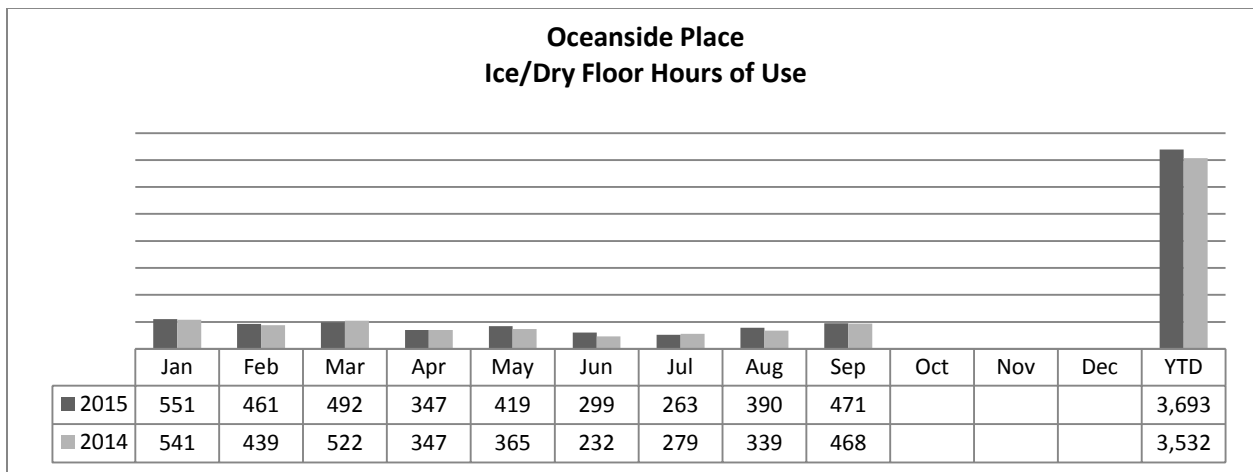 Oceanside Place
Ice/Dry Floor Hours of Use
Jan Feb Mar Apr May Jun Jul Aug Sep Oct Nov Dec YTD
2015 551 461 492 347 419 299 263 390 471 3,693
2014 541 439 522 347 365 232 279 339 468 3,532